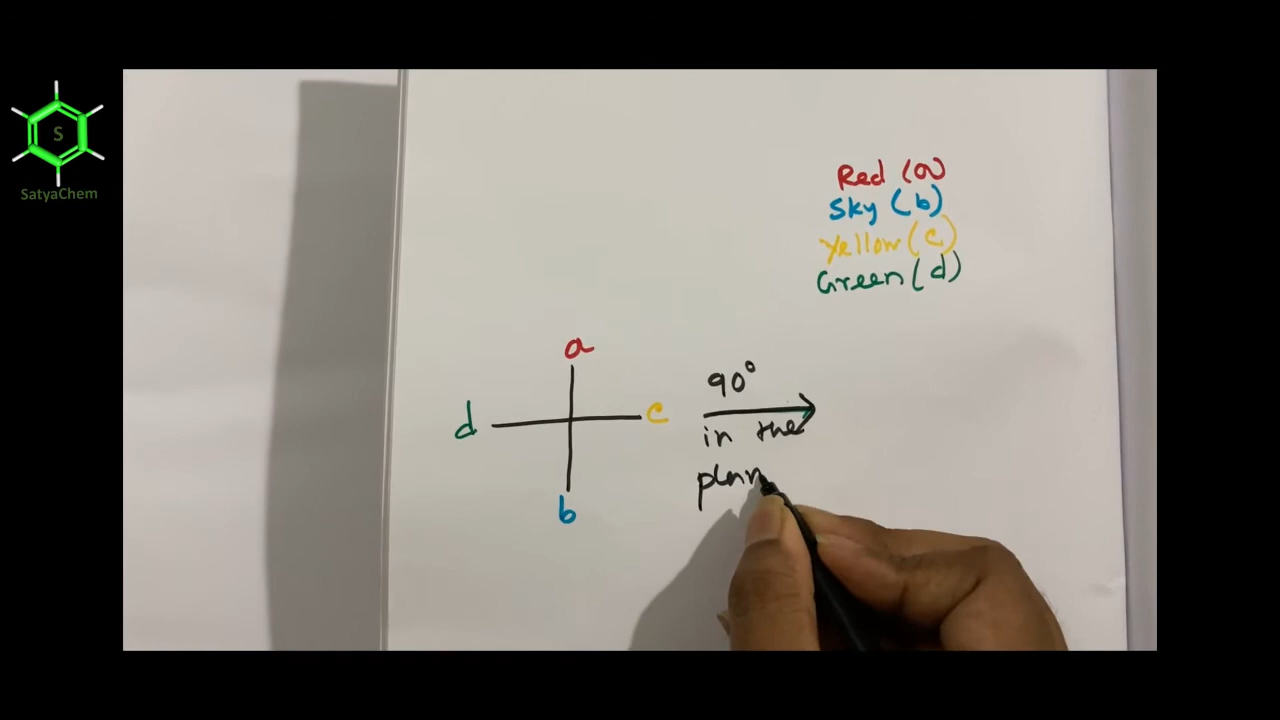 S
SatyaChem
Red (a)
Sky (b)
Yellow (c)
Green (d)
a
d c
b
90°
in the
plan